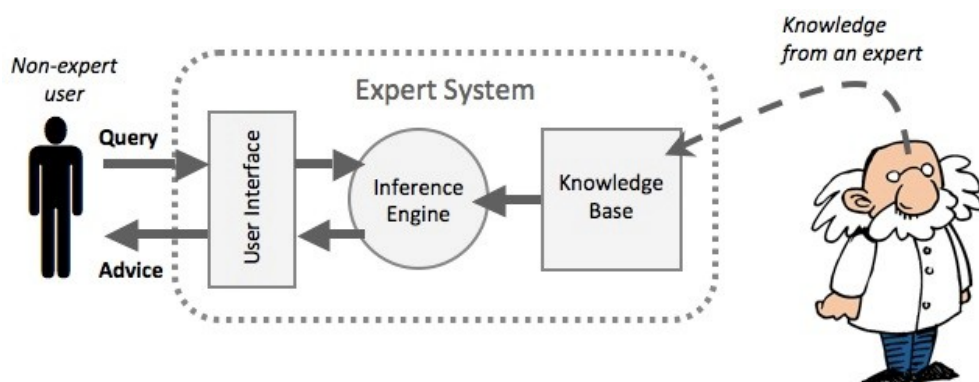 Knowledge
from an expert
Non-expert
user
Expert System
Query
User Interface
Inference
Engine
Knowledge
Base
Advice